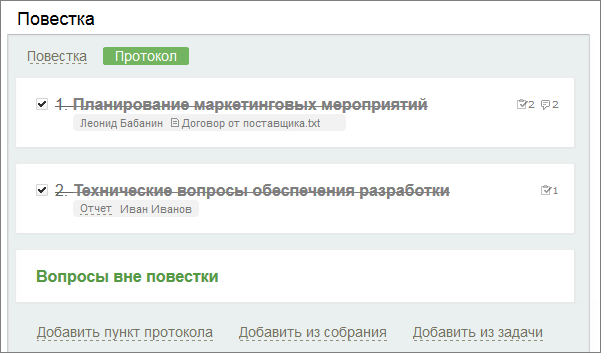 Повестка
Повестка Протокол
1. Планирование маркетинговых мероприятий 2 2
Леонид Бабанин Договор от поставщика.txt
2. Технические вопросы обеспечения разработки 1
Отчет Иван Иванов
Вопросы вне повестки
Добавить пункт протокола Добавить из собрания Добавить из задачи